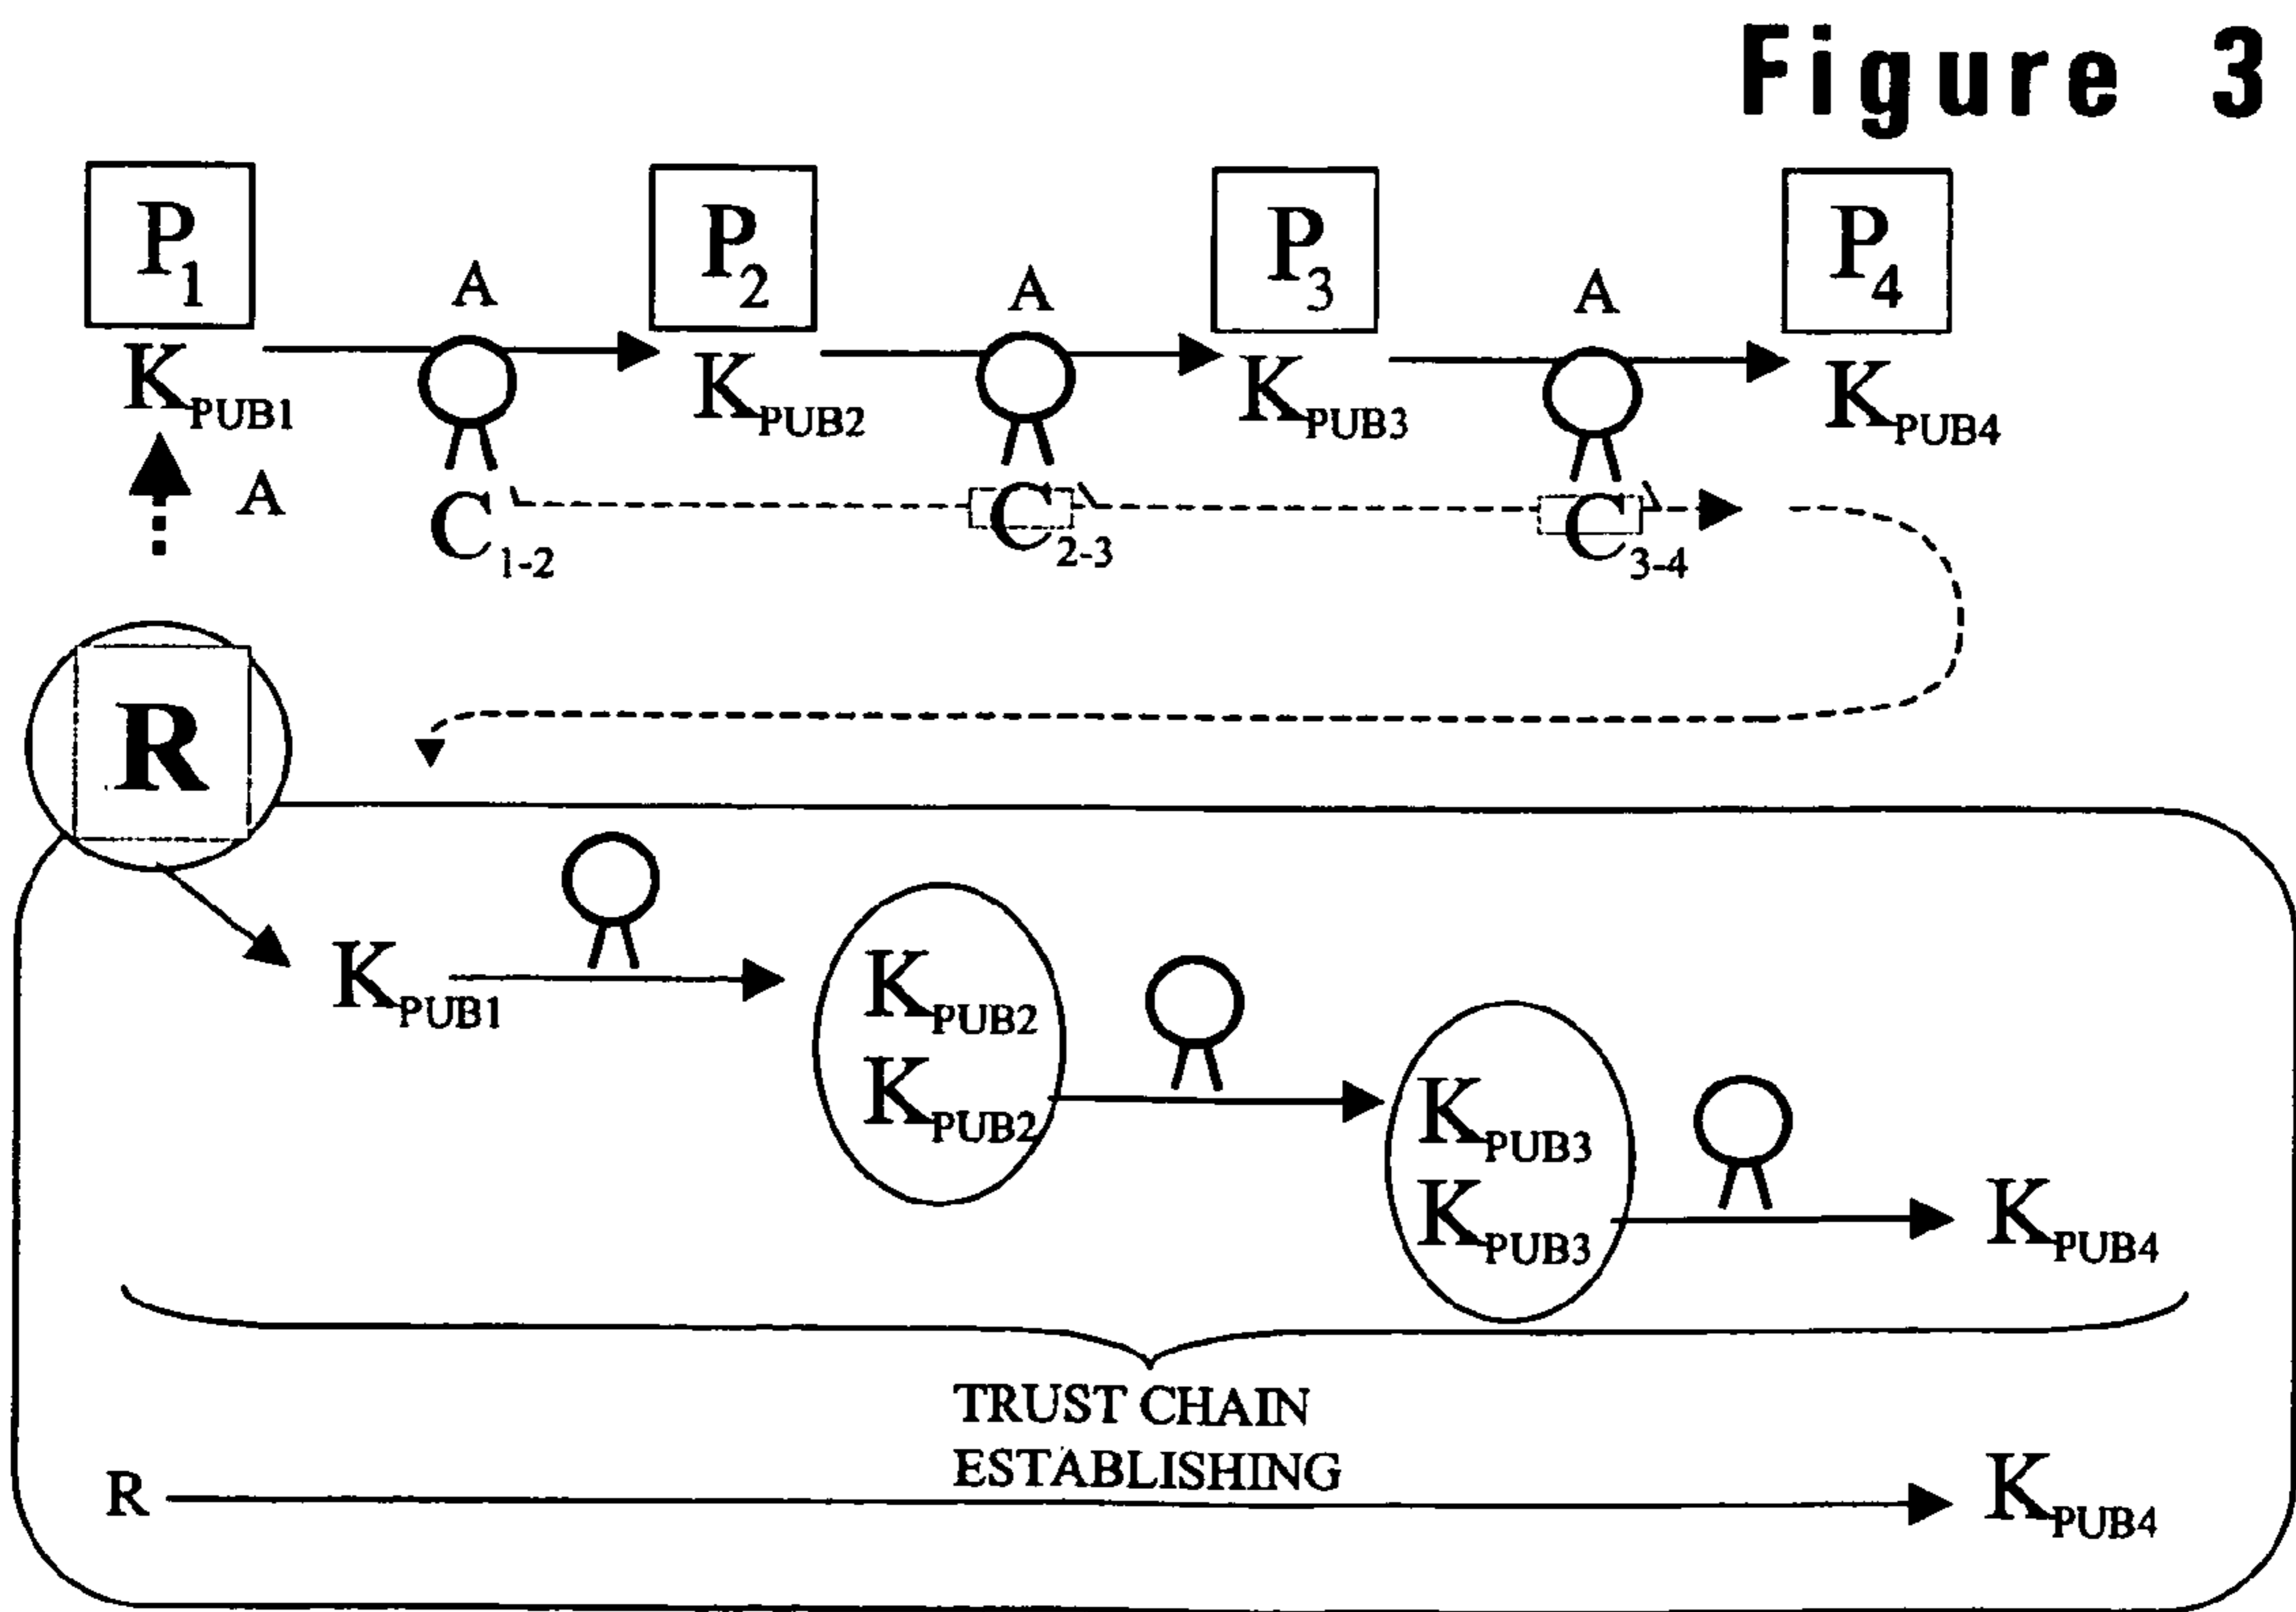 Figure 3
P1 P2 P3 P4
A A A
KPUB1 KPUB2 KPUB3 KPUB4
A
C1-2 C2-3 C3-4
R
KPUB1 KPUB2
KPUB2 KPUB3
KPUB3 KPUB4
TRUST CHAIN
ESTABLISHING
R KPUB4